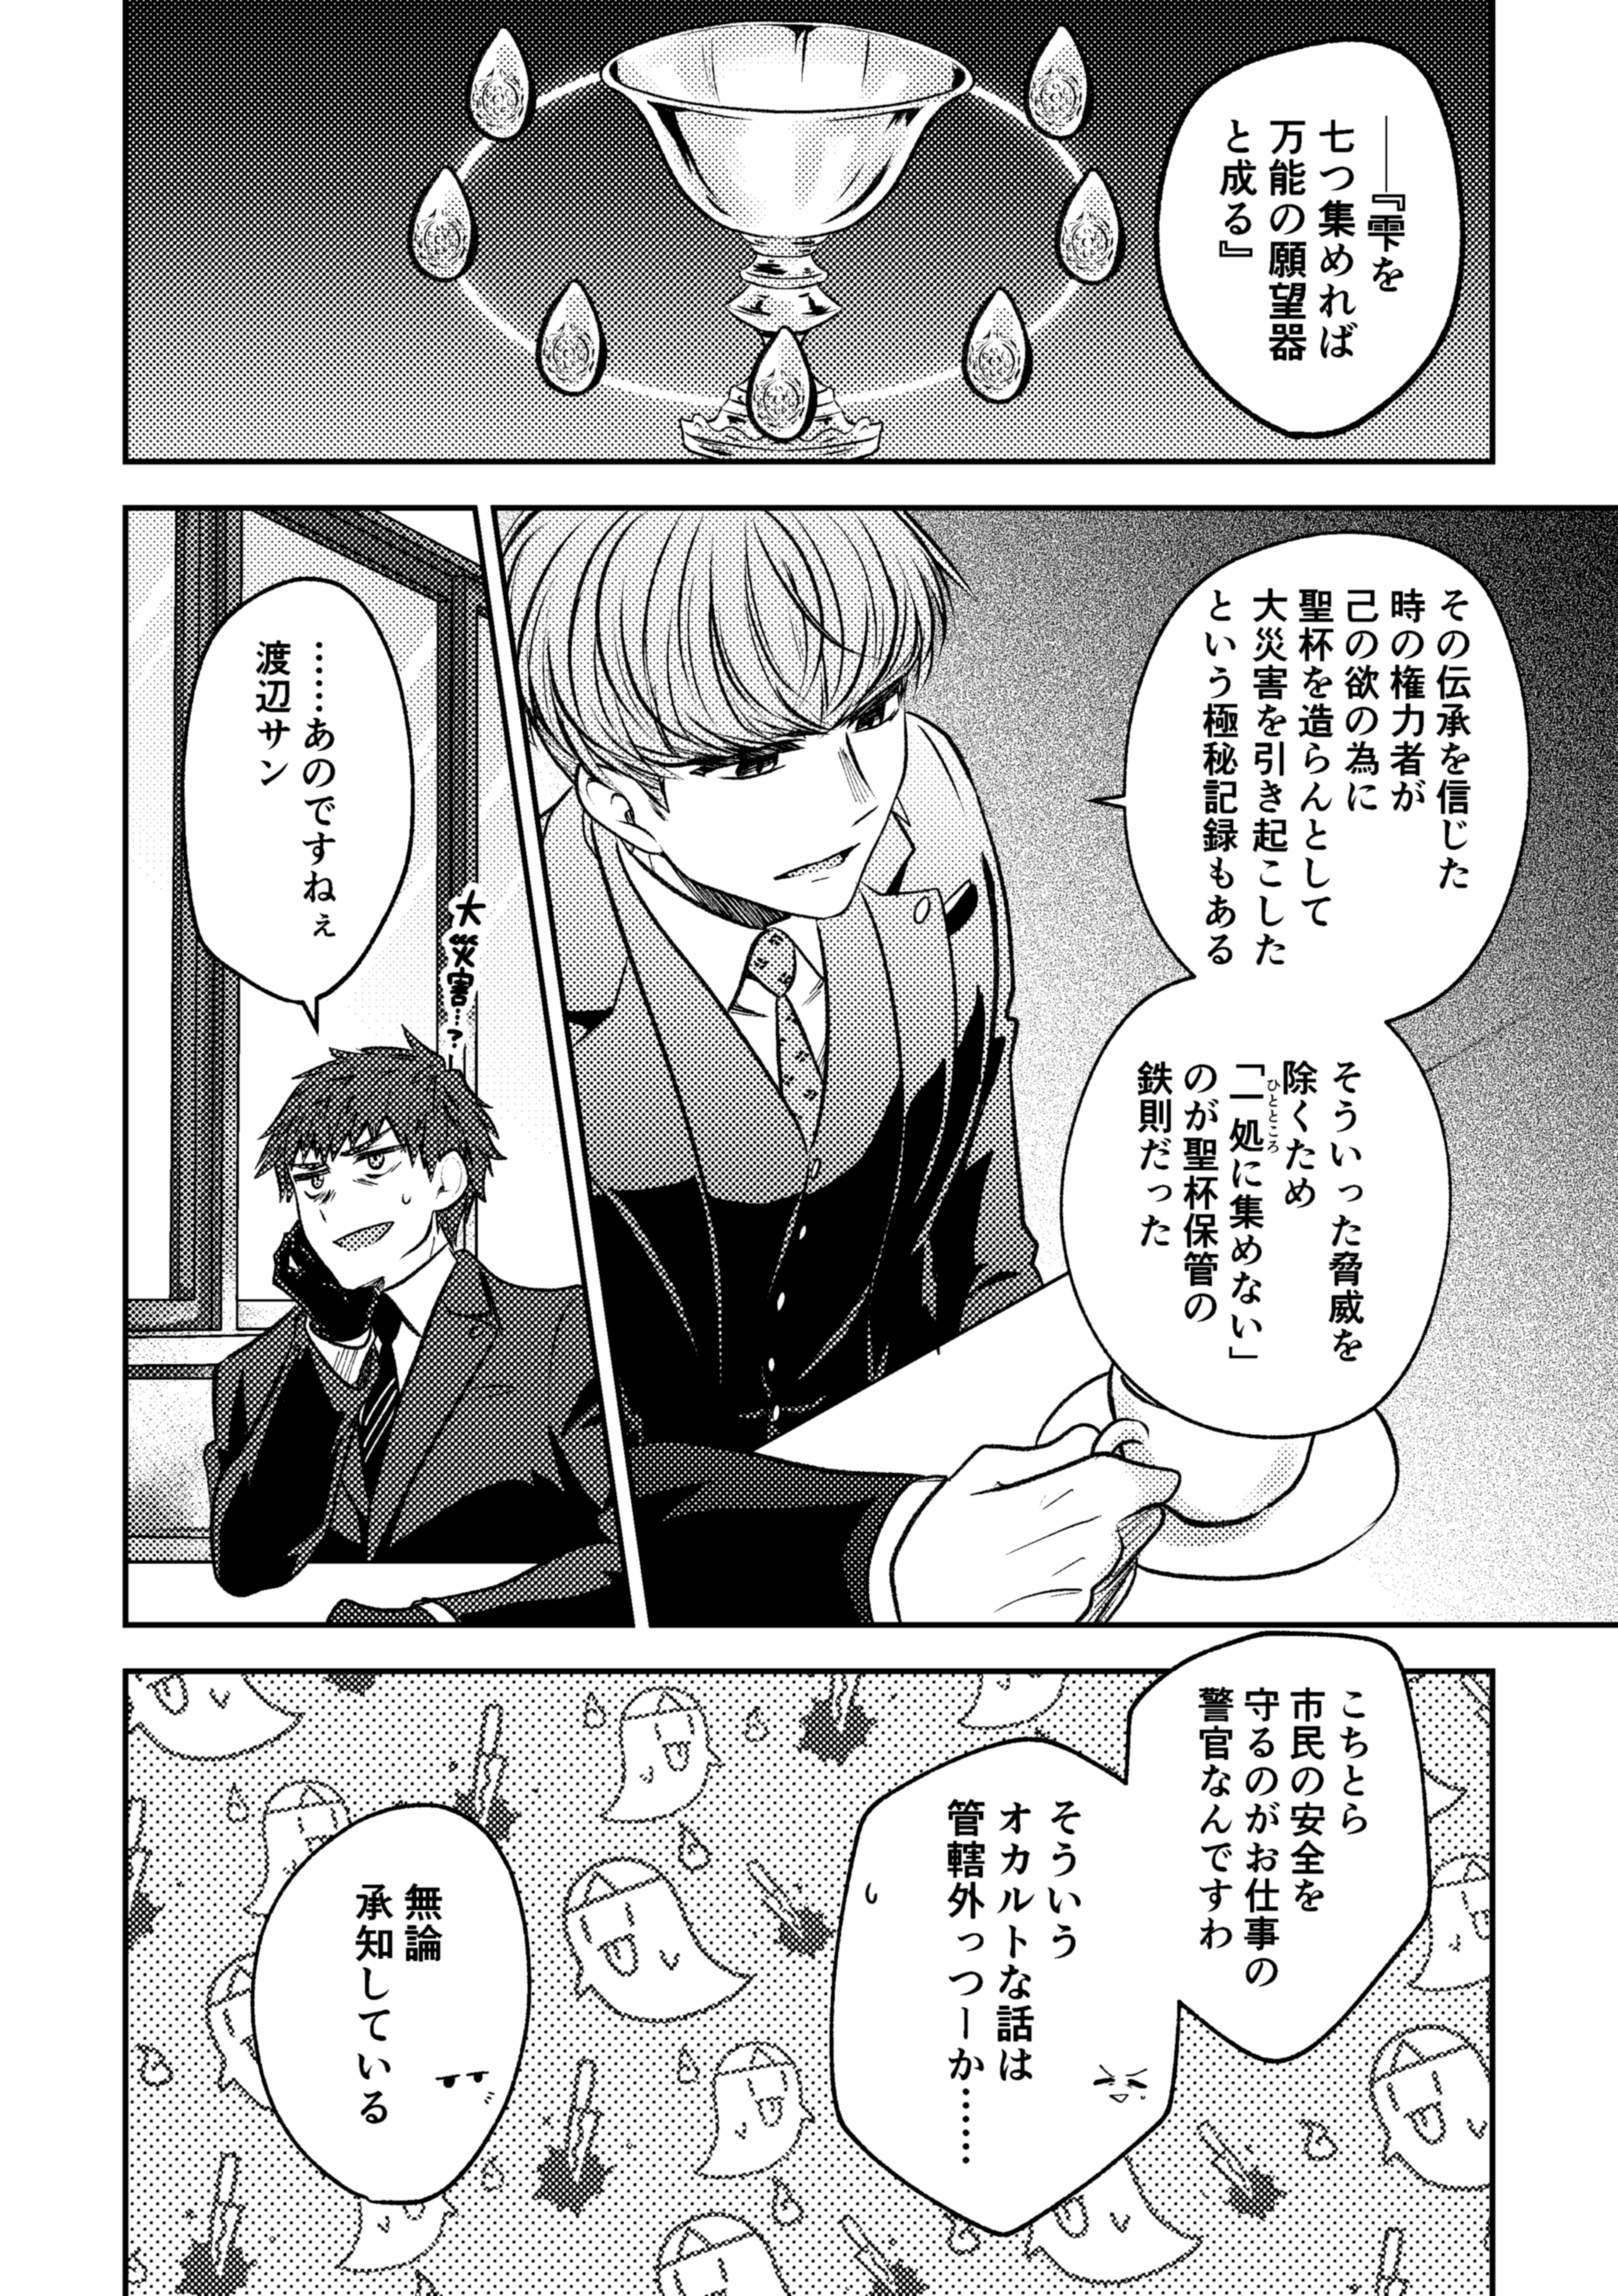 ――『雫を
七つ集めれば
万能の願望器
と成る』
その伝承を信じた
時の権力者が
己の欲の為に
聖杯を造らんとして
大災害を引き起こした
という極秘記録もある
そういった脅威を
除くため
「一処に集めない」
ひとところ
のが聖杯保管の
鉄則だった
大災害…?
……あのですねぇ
渡辺サン
こちとら
市民の安全を
守るのがお仕事の
警官なんですわ
そういう
オカルトな話は
管轄外っつーか……
無論
承知している